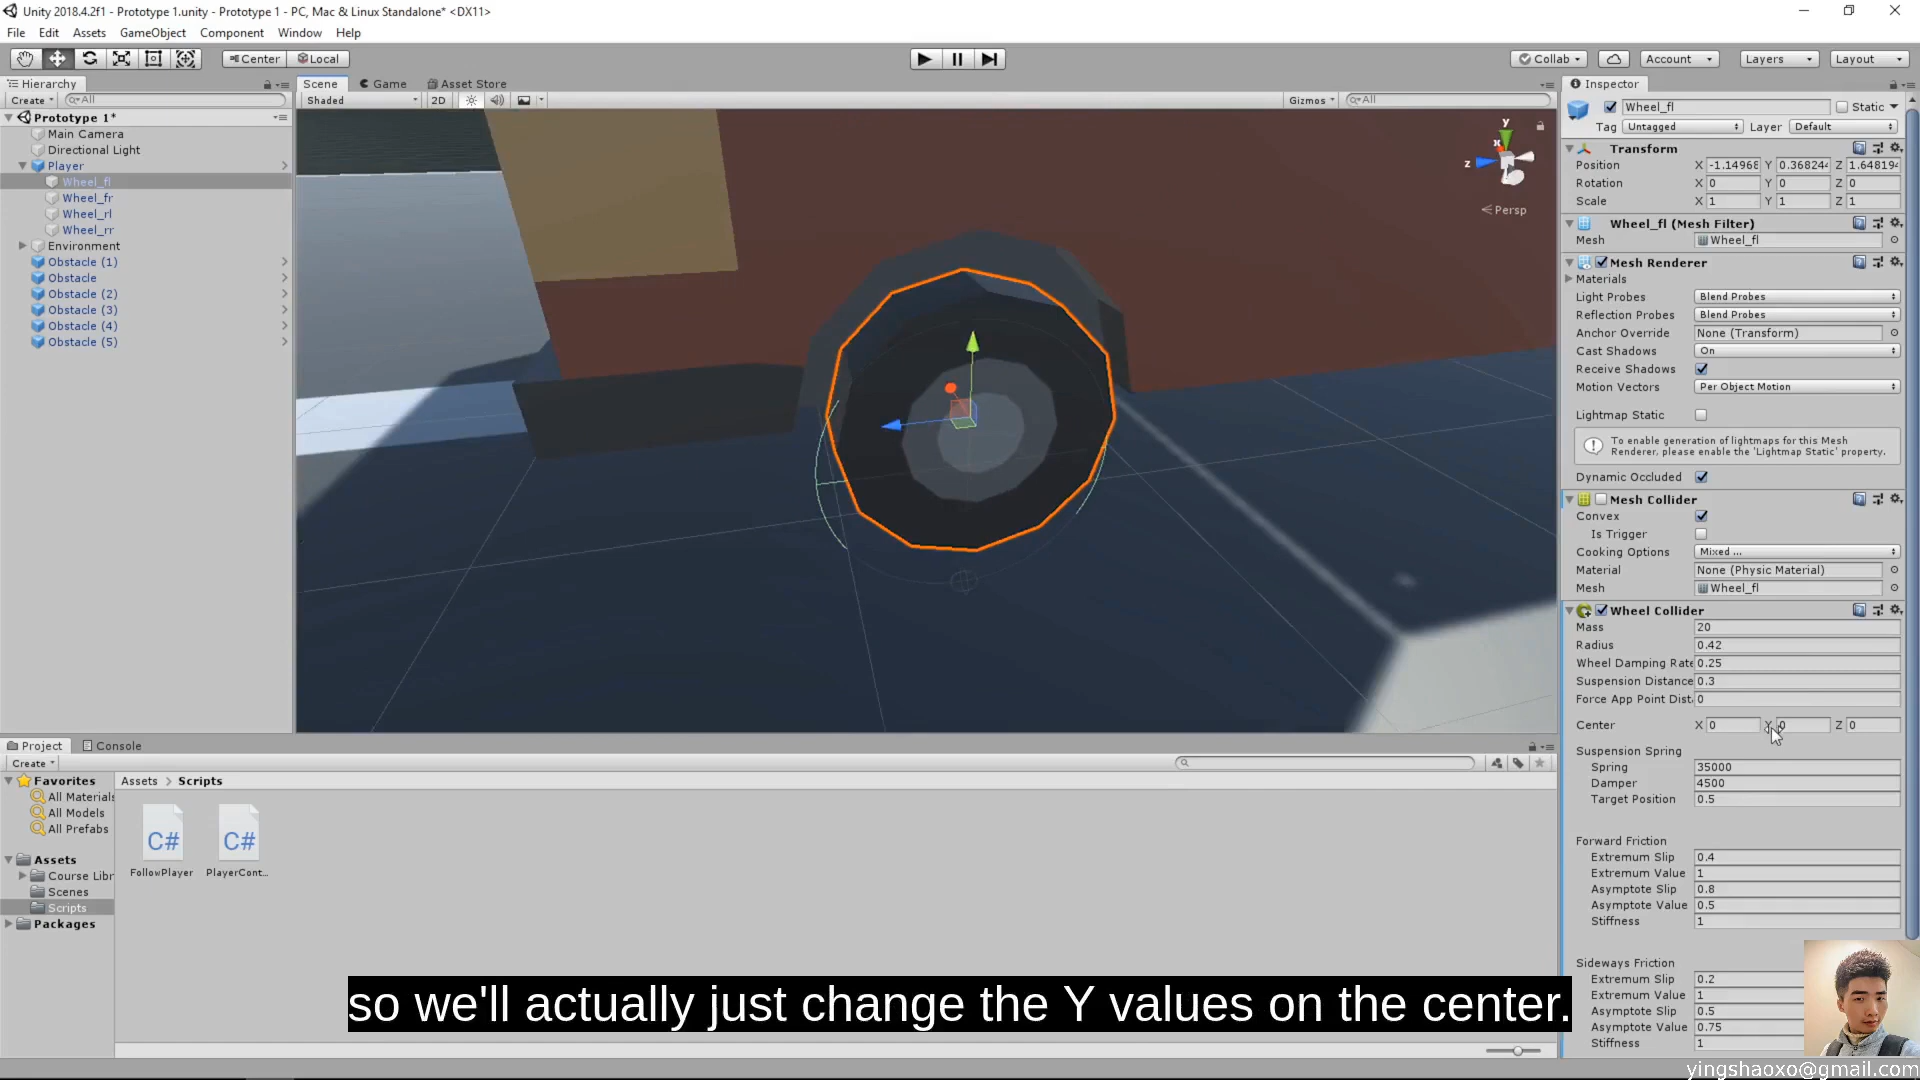 Unity 2018.4.2f1 - Prototype 1.unity - Prototype 1 - PC, Mac & Linux Standalone* <DX11>
File Edit Assets GameObject Component Window Help
Center Local Collab Account Layers Layout
Hierarchy
Create All
Prototype 1*
Main Camera
Directional Light
Player
Wheel_fl
Wheel_fr
Wheel_rl
Wheel_rr
Environment
Obstacle (1)
Obstacle
Obstacle (2)
Obstacle (3)
Obstacle (4)
Obstacle (5)
Scene Game Asset Store
Shaded 2D Gizmos All
y
x
z
Persp
Inspector
Wheel_fl Static
Tag Untagged Layer Default
Transform
Position X -1.14968 Y 0.368244 Z 1.648194
Rotation X 0 Y 0 Z 0
Scale X 1 Y 1 Z 1
Wheel_fl (Mesh Filter)
Mesh Wheel_fl
Mesh Renderer
Materials
Light Probes Blend Probes
Reflection Probes Blend Probes
Anchor Override None (Transform)
Cast Shadows On
Receive Shadows
Motion Vectors Per Object Motion
Lightmap Static
To enable generation of lightmaps for this Mesh
Renderer, please enable the 'Lightmap Static' property.
Dynamic Occluded
Mesh Collider
Convex
Is Trigger
Cooking Options Mixed ...
Material None (Physic Material)
Mesh Wheel_fl
Wheel Collider
Mass 20
Radius 0.42
Wheel Damping Rate 0.25
Suspension Distance 0.3
Force App Point Dista 0
Center X 0 Y 0 Z 0
Suspension Spring
Spring 35000
Damper 4500
Target Position 0.5
Forward Friction
Extremum Slip 0.4
Extremum Value 1
Asymptote Slip 0.8
Asymptote Value 0.5
Stiffness 1
Sideways Friction
Extremum Slip 0.2
Extremum Value 1
Asymptote Slip 0.5
Asymptote Value 0.75
Stiffness 1
Project Console
Create
Favorites
All Materials
All Models
All Prefabs
Assets
Course Libr
Scenes
Scripts
Packages
Assets > Scripts
C# C#
FollowPlayer PlayerCont...
so we'll actually just change the Y values on the center.
yingshaoxo@gmail.com